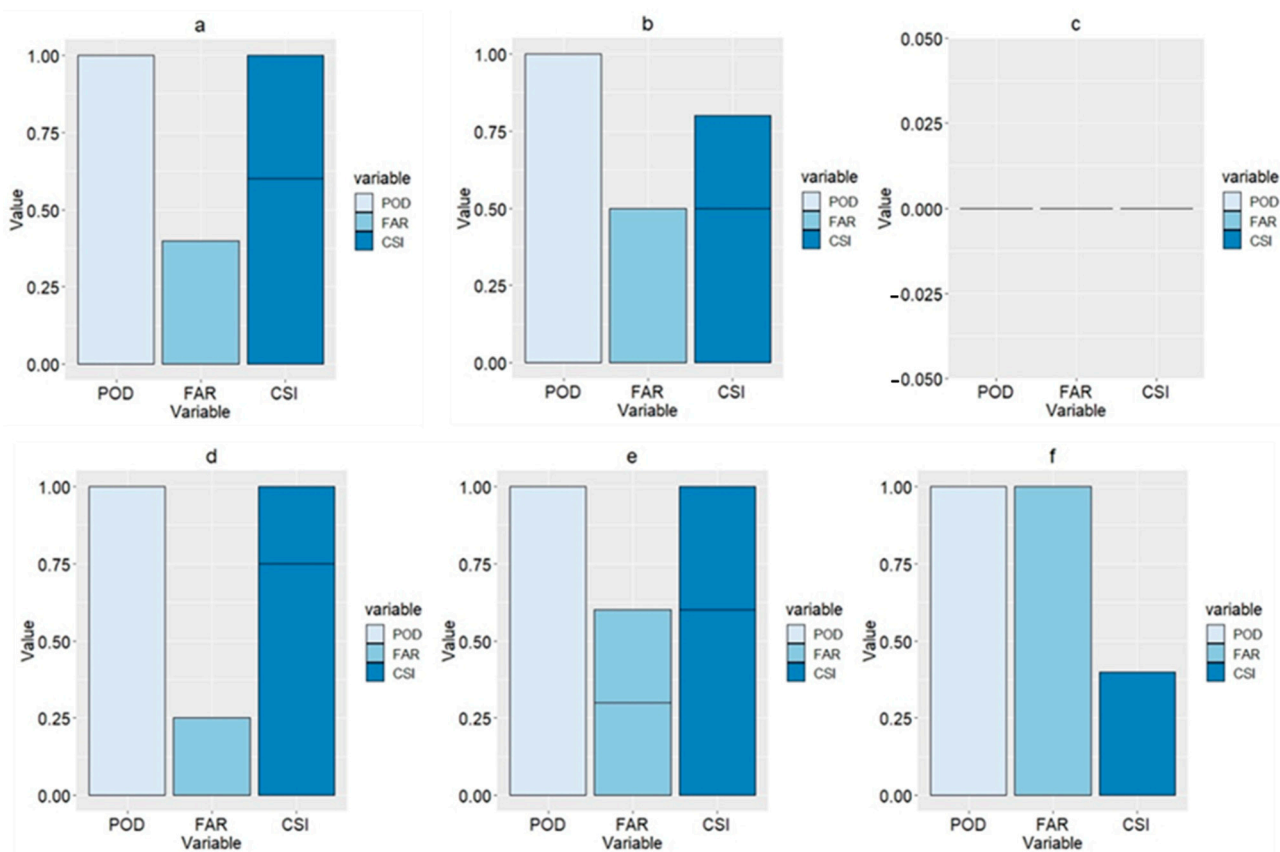 a
1.00
0.75
0.50
0.25
0.00
Value
POD
FAR
CSI
Variable
variable
POD
FAR
CSI
b
1.00
0.75
0.50
0.25
0.00
Value
POD
FAR
CSI
Variable
variable
POD
FAR
CSI
c
0.050
0.025
0.000
−0.025
−0.050
Value
POD
FAR
CSI
Variable
variable
POD
FAR
CSI
d
1.00
0.75
0.50
0.25
0.00
Value
POD
FAR
CSI
Variable
variable
POD
FAR
CSI
e
1.00
0.75
0.50
0.25
0.00
Value
POD
FAR
CSI
Variable
variable
POD
FAR
CSI
f
1.00
0.75
0.50
0.25
0.00
Value
POD
FAR
CSI
Variable
variable
POD
FAR
CSI